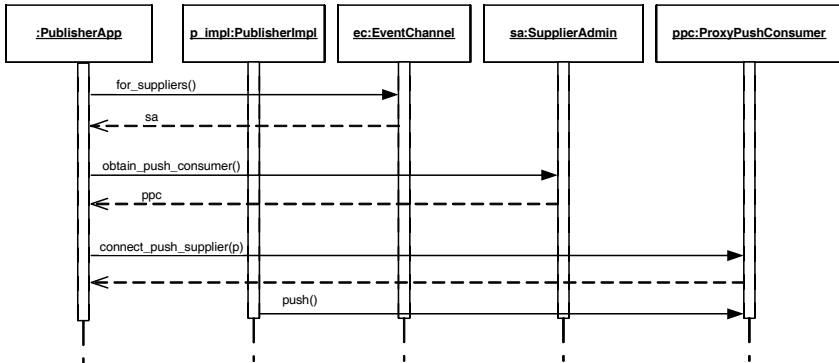 :PublisherApp
p_impl:PublisherImpl
ec:EventChannel
sa:SupplierAdmin
ppc:ProxyPushConsumer
for_suppliers()
sa
obtain_push_consumer()
ppc
connect_push_supplier(p)
push()